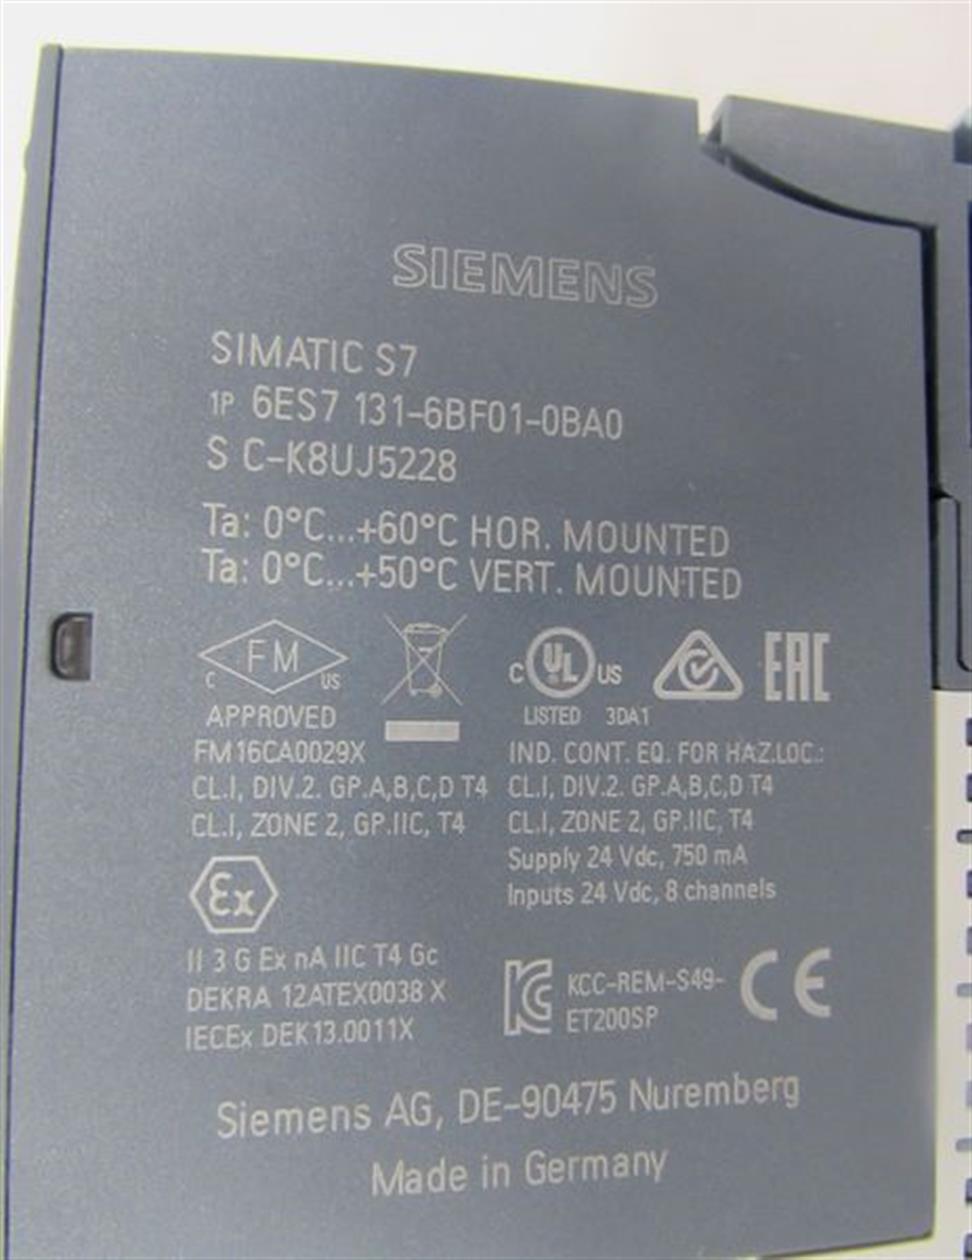 SIEMENS
SIMATIC S7
1P 6ES7 131-6BF01-0BA0
S C-K8UJ5228
Ta: 0°C...+60°C HOR. MOUNTED
Ta: 0°C...+50°C VERT. MOUNTED
FM
C US
APPROVED
FM16CA0029X
CL.I, DIV.2. GP.A,B,C,D T4
CL.I, ZONE 2, GP.IIC, T4
C UL US
LISTED 3DA1
EAC
IND. CONT. EQ. FOR HAZ.LOC.:
CL.I, DIV.2. GP.A,B,C,D T4
CL.I, ZONE 2, GP.IIC, T4
Supply 24 Vdc, 750 mA
Inputs 24 Vdc, 8 channels
Ex
II 3 G Ex nA IIC T4 Gc
DEKRA 12ATEX0038 X
IECEx DEK13.0011X
KCC-REM-S49-
ET200SP
CE
Siemens AG, DE-90475 Nuremberg
Made in Germany